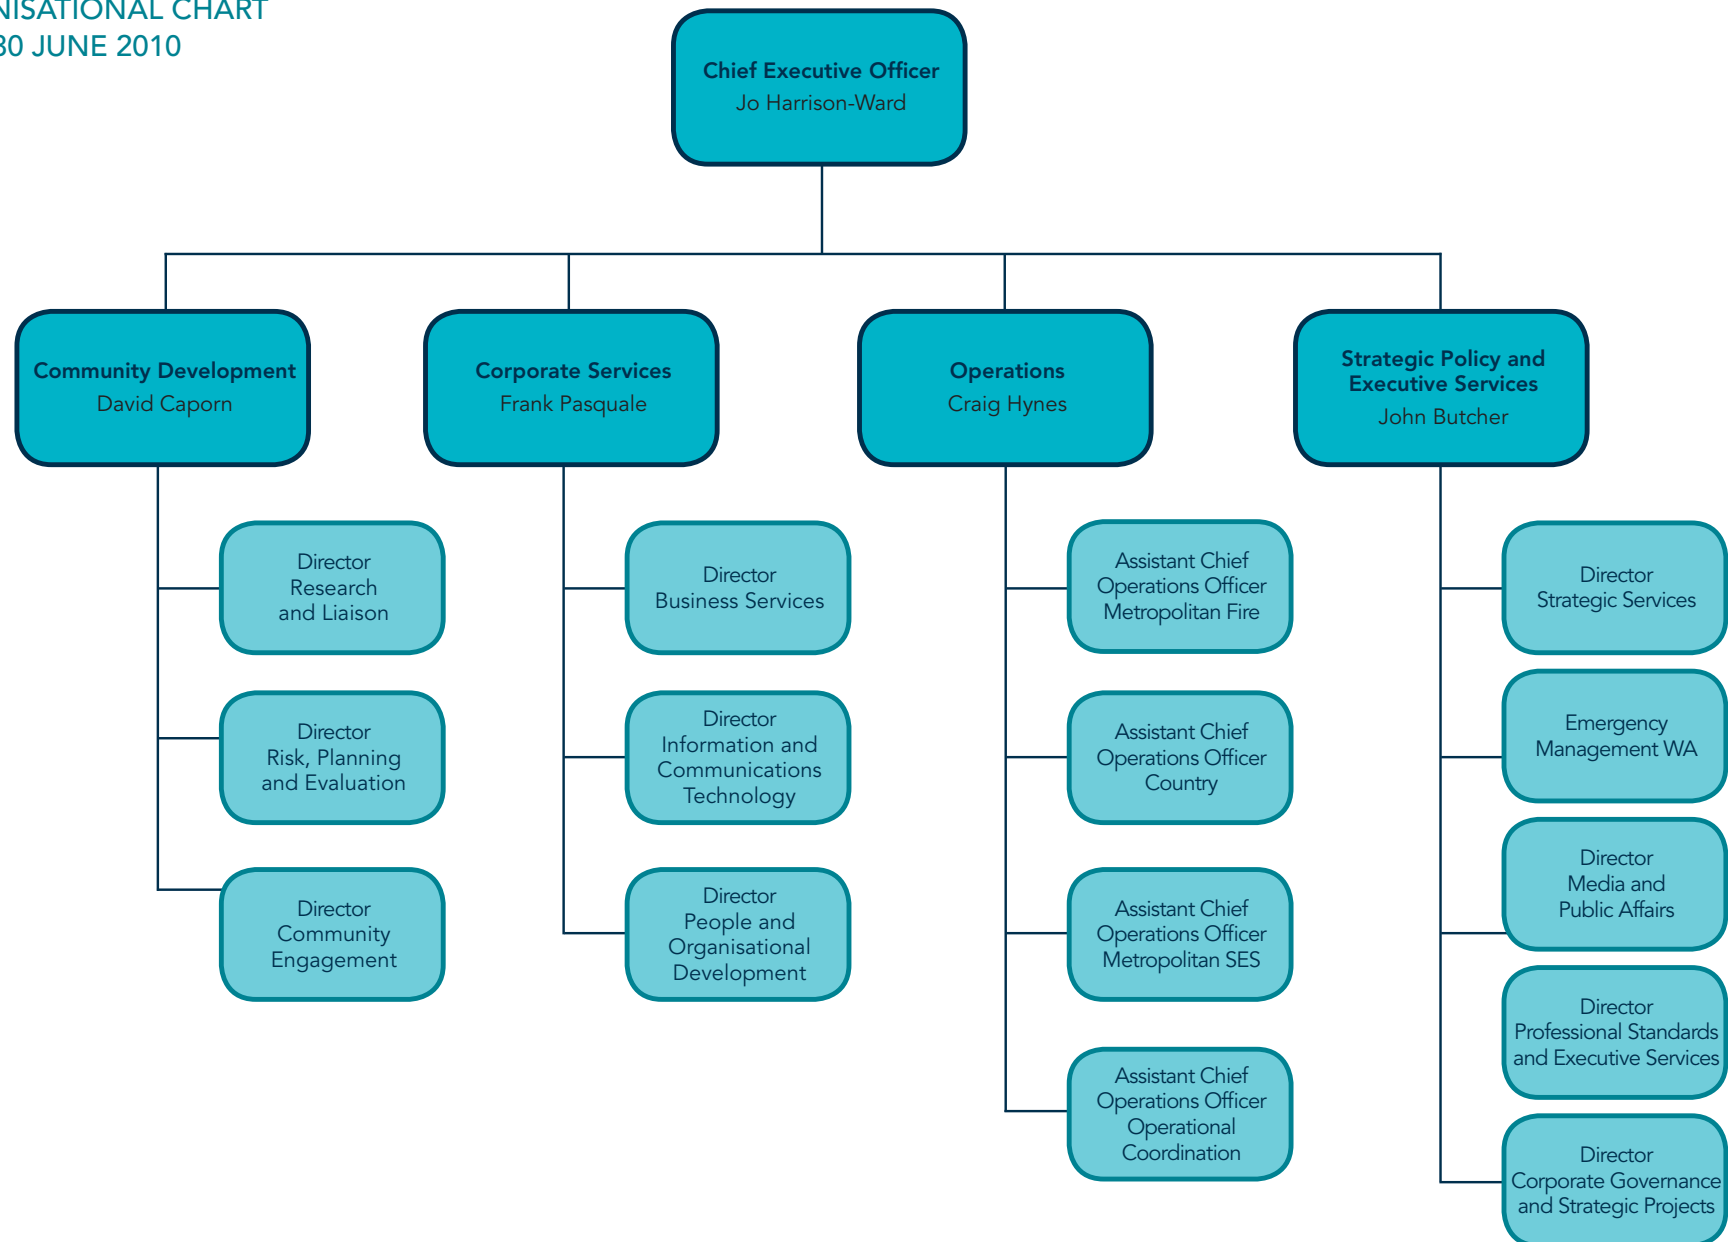 NISATIONAL CHART
30 JUNE 2010
Chief Executive Officer
Jo Harrison-Ward
Community Development
David Caporn
Corporate Services
Frank Pasquale
Operations
Craig Hynes
Strategic Policy and
Executive Services
John Butcher
Director
Research
and Liaison
Director
Risk, Planning
and Evaluation
Director
Community
Engagement
Director
Business Services
Director
Information and
Communications
Technology
Director
People and
Organisational
Development
Assistant Chief
Operations Officer
Metropolitan Fire
Assistant Chief
Operations Officer
Country
Assistant Chief
Operations Officer
Metropolitan SES
Assistant Chief
Operations Officer
Operational
Coordination
Director
Strategic Services
Emergency
Management WA
Director
Media and
Public Affairs
Director
Professional Standards
and Executive Services
Director
Corporate Governance
and Strategic Projects